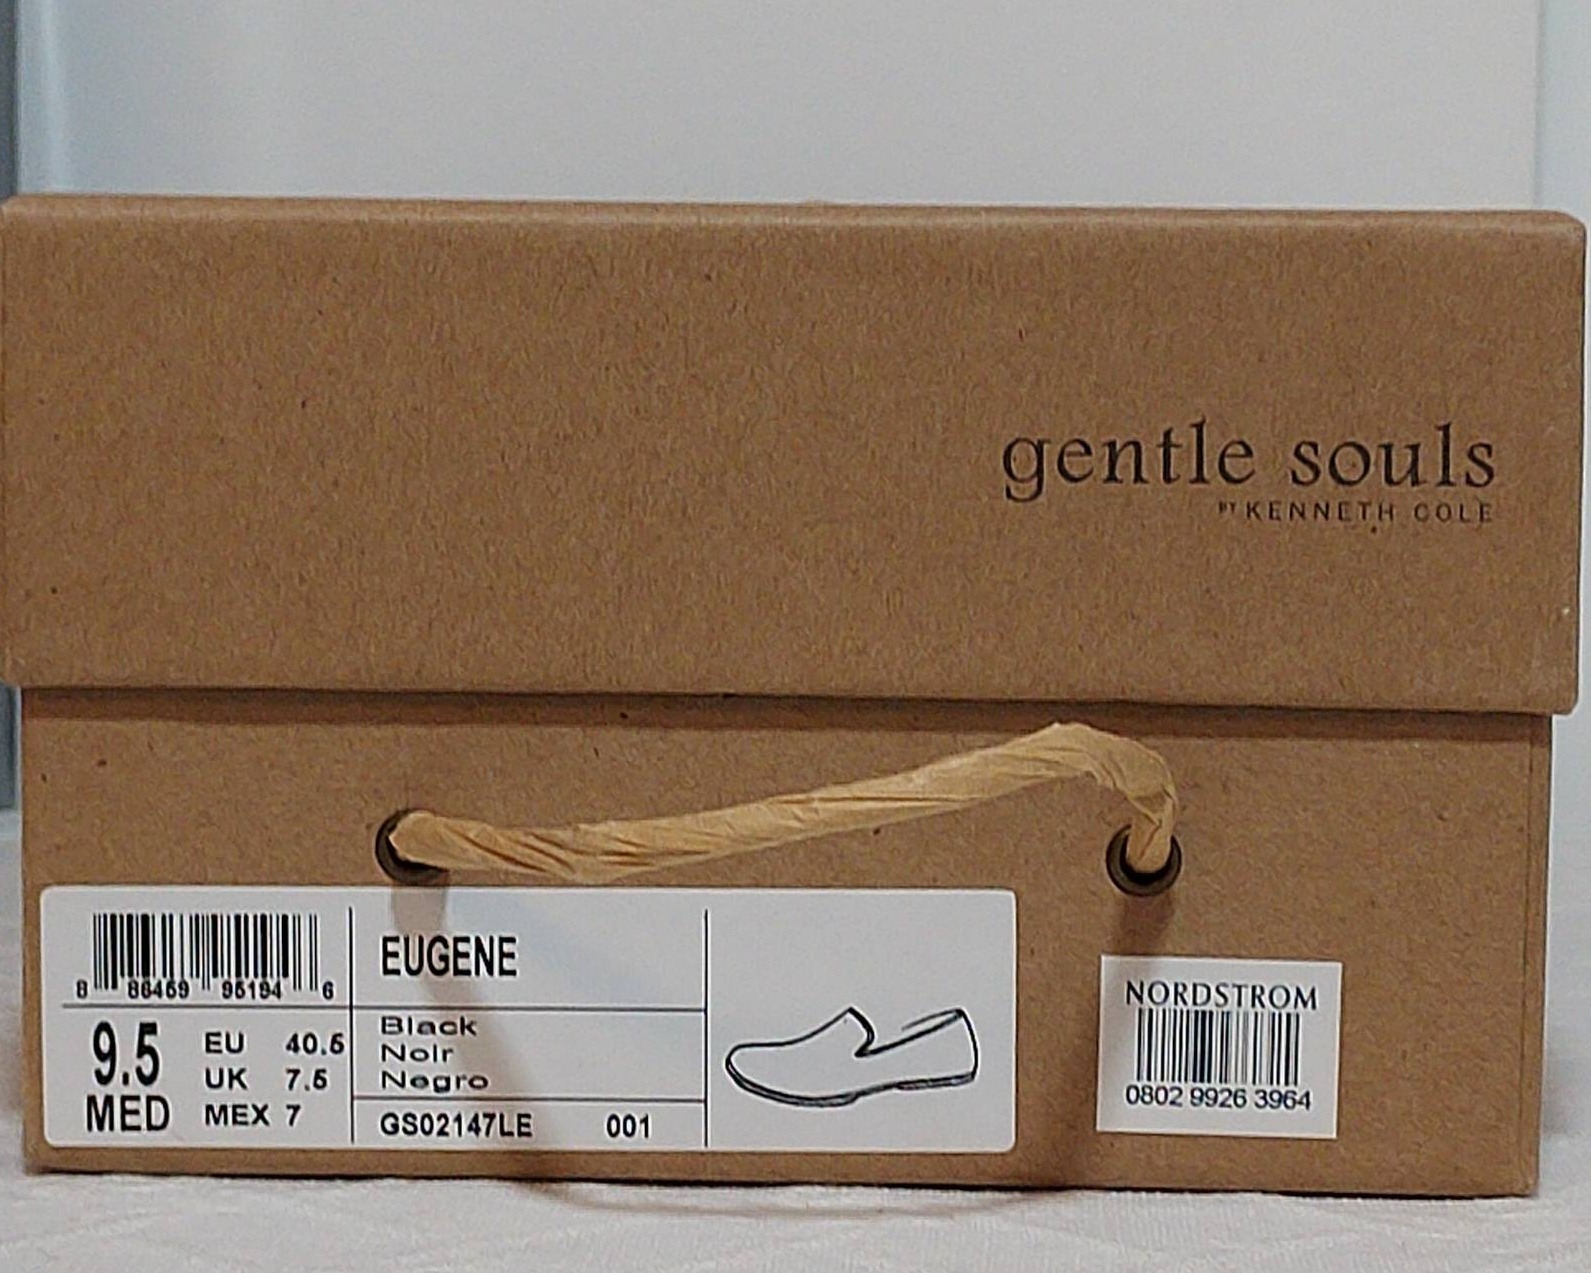 gentle souls
BY KENNETH COLE
8 86469 95194 6
9.5
MED
EU 40.5
UK 7.5
MEX 7
EUGENE
Black
Noir
Negro
GS02147LE 001
NORDSTROM
0802 9926 3964